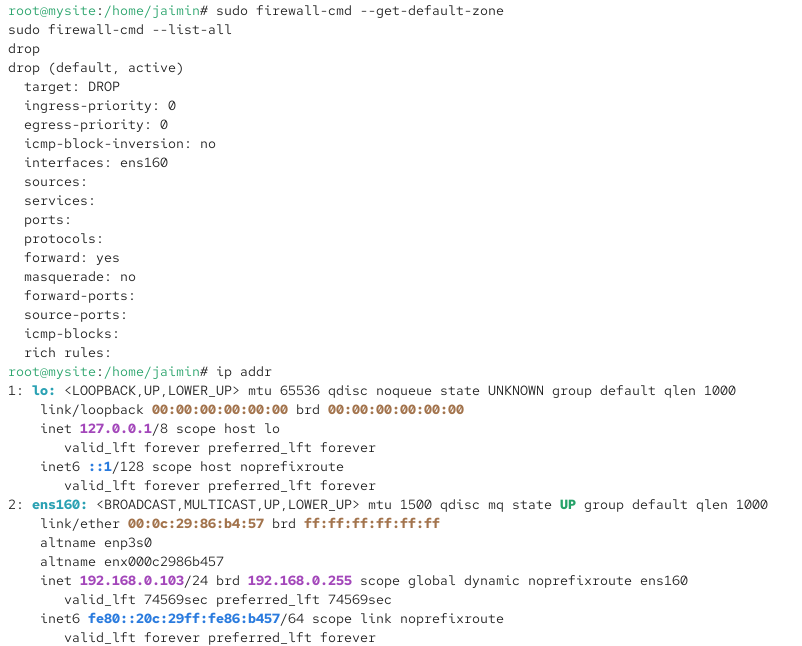 root@mysite:/home/jaimin# sudo firewall-cmd --get-default-zone
sudo firewall-cmd --list-all
drop
drop (default, active)
  target: DROP
  ingress-priority: 0
  egress-priority: 0
  icmp-block-inversion: no
  interfaces: ens160
  sources:
  services:
  ports:
  protocols:
  forward: yes
  masquerade: no
  forward-ports:
  source-ports:
  icmp-blocks:
  rich rules:
root@mysite:/home/jaimin# ip addr
1: lo: <LOOPBACK,UP,LOWER_UP> mtu 65536 qdisc noqueue state UNKNOWN group default qlen 1000
    link/loopback 00:00:00:00:00:00 brd 00:00:00:00:00:00
    inet 127.0.0.1/8 scope host lo
       valid_lft forever preferred_lft forever
    inet6 ::1/128 scope host noprefixroute
       valid_lft forever preferred_lft forever
2: ens160: <BROADCAST,MULTICAST,UP,LOWER_UP> mtu 1500 qdisc mq state UP group default qlen 1000
    link/ether 00:0c:29:86:b4:57 brd ff:ff:ff:ff:ff:ff
    altname enp3s0
    altname enx000c2986b457
    inet 192.168.0.103/24 brd 192.168.0.255 scope global dynamic noprefixroute ens160
       valid_lft 74569sec preferred_lft 74569sec
    inet6 fe80::20c:29ff:fe86:b457/64 scope link noprefixroute
       valid_lft forever preferred_lft forever